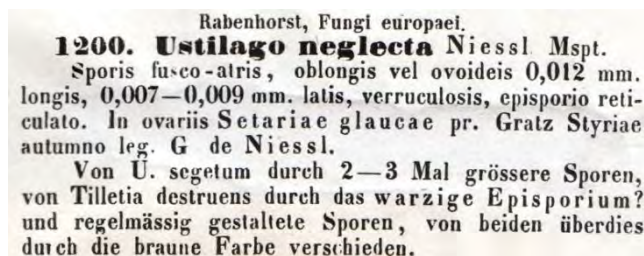 Rabenhorst, Fungi europaei.
1200. Ustilago neglecta Niessl Mspt.
Sporis fusco-atris, oblongis vel ovoideis 0,012 mm.
longis, 0,007—0,009 mm. latis, verruculosis, episporio reti-
culato. In ovariis Setariae glaucae pr. Gratz Styriae
autumno leg. G de Niessl.
Von U. segetum durch 2—3 Mal grössere Sporen,
von Tilletia destruens durch das warzige Episporium?
und regelmässig gestaltete Sporen, von beiden überdies
durch die braune Farbe verschieden.